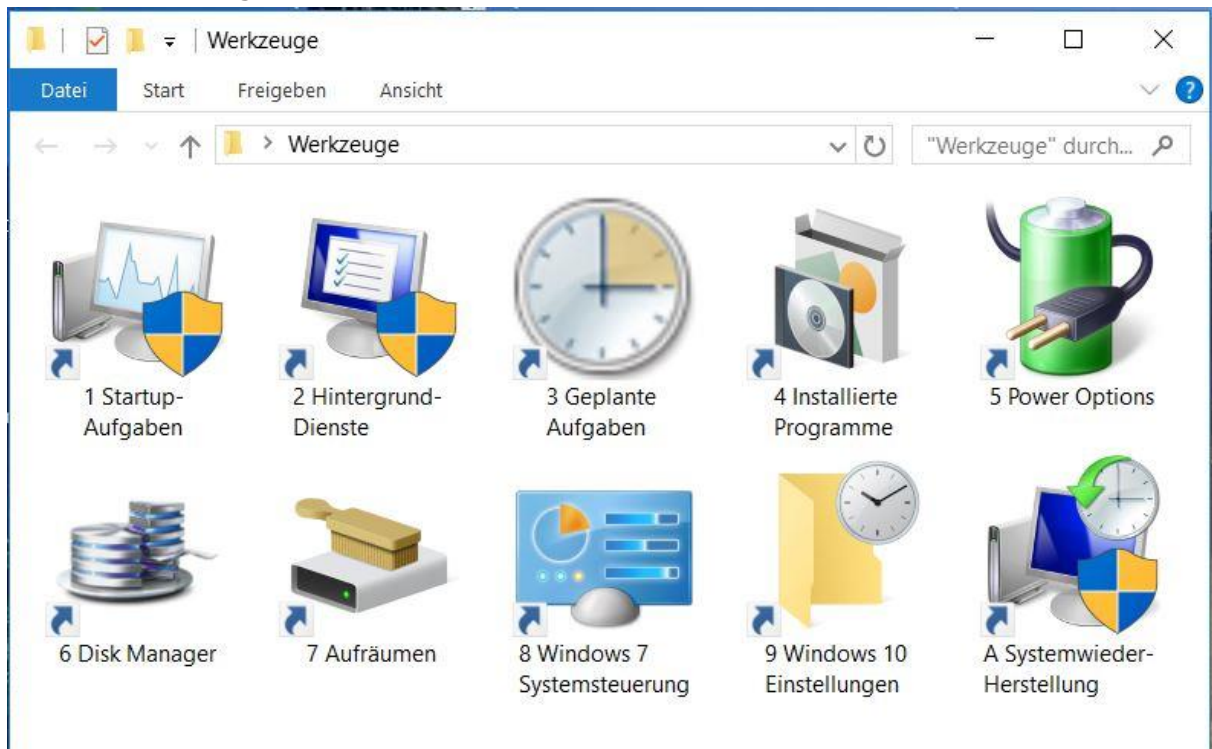 Werkzeuge
Datei Start Freigeben Ansicht
Werkzeuge "Werkzeuge" durch...
1 Startup-
Aufgaben
2 Hintergrund-
Dienste
3 Geplante
Aufgaben
4 Installierte
Programme
5 Power Options
6 Disk Manager
7 Aufräumen
8 Windows 7
Systemsteuerung
9 Windows 10
Einstellungen
A Systemwieder-
Herstellung